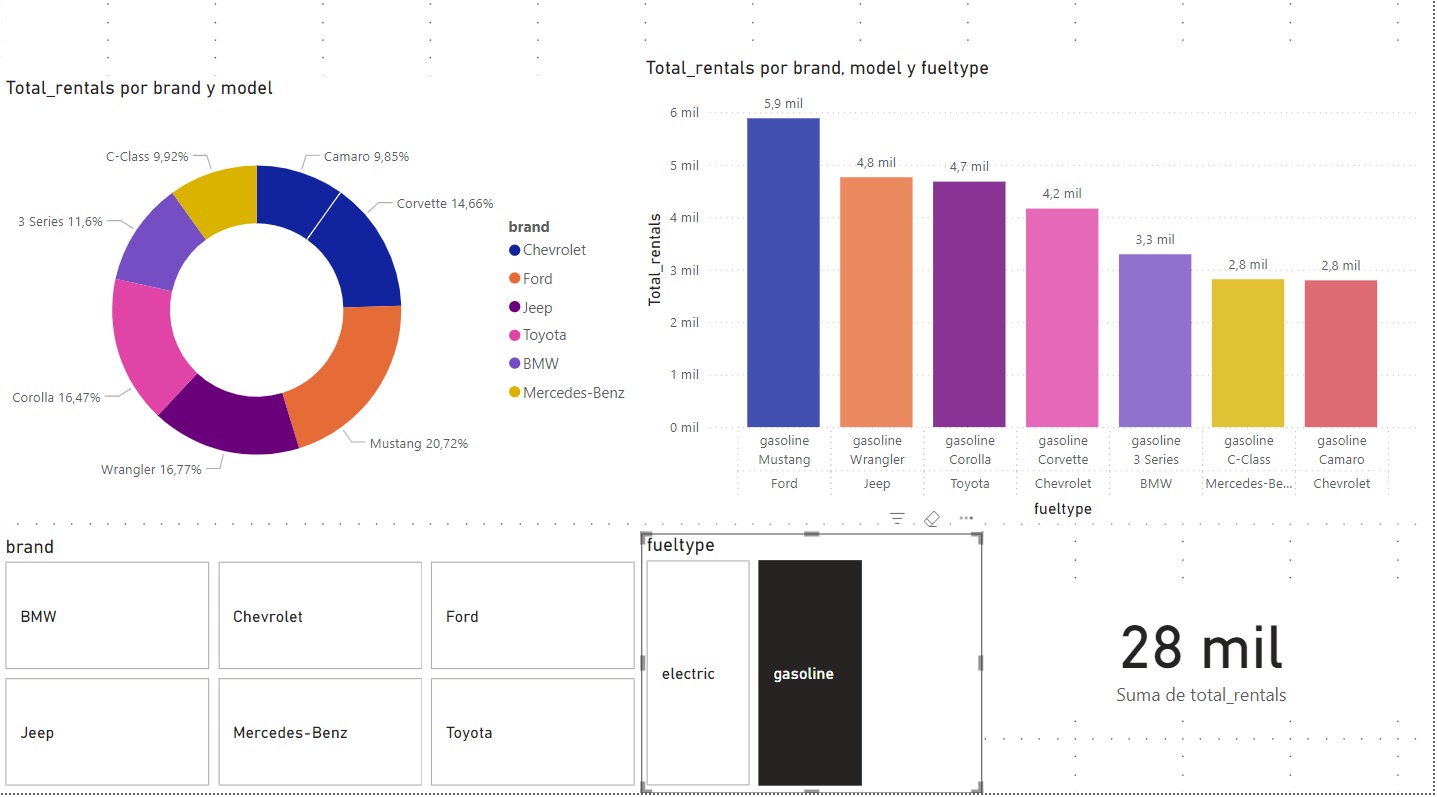 Total_rentals por brand y model
C-Class 9,92%
Camaro 9,85%
Corvette 14,66%
3 Series 11,6%
Corolla 16,47%
Mustang 20,72%
Wrangler 16,77%
brand
Chevrolet
Ford
Jeep
Toyota
BMW
Mercedes-Benz
Total_rentals por brand, model y fueltype
Total_rentals
6 mil
5 mil
4 mil
3 mil
2 mil
1 mil
0 mil
5,9 mil
4,8 mil
4,7 mil
4,2 mil
3,3 mil
2,8 mil
2,8 mil
gasoline gasoline gasoline gasoline gasoline gasoline gasoline
Mustang Wrangler Corolla Corvette 3 Series C-Class Camaro
Ford Jeep Toyota Chevrolet BMW Mercedes-Be... Chevrolet
fueltype
brand
BMW Chevrolet Ford
Jeep Mercedes-Benz Toyota
fueltype
electric gasoline
28 mil
Suma de total_rentals